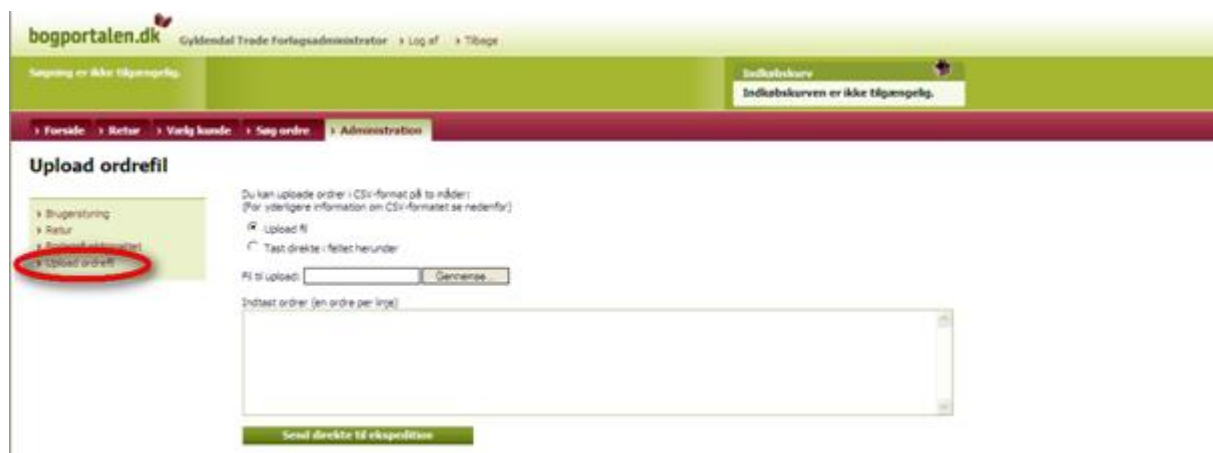 bogportalen.dk Gyldendal Trade Forlagsadministrator Log af Tilbage
Søgning er ikke tilgængelig.
Indkøbskurv
Indkøbskurven er ikke tilgængelig.
Forside Retur Vælg kunde Søg ordre Administration
Upload ordrefil
Du kan uploade ordrer i CSV-format på to måder:
(For yderligere information om CSV-formatet se nedenfor)
Brugerstyring
Retur
Upload ordrefil
Upload fil
Tast direkte i feltet herunder
Fil til upload: Gennemse...
Indtast ordrer (en ordre per linje)
Send direkte til ekspedition